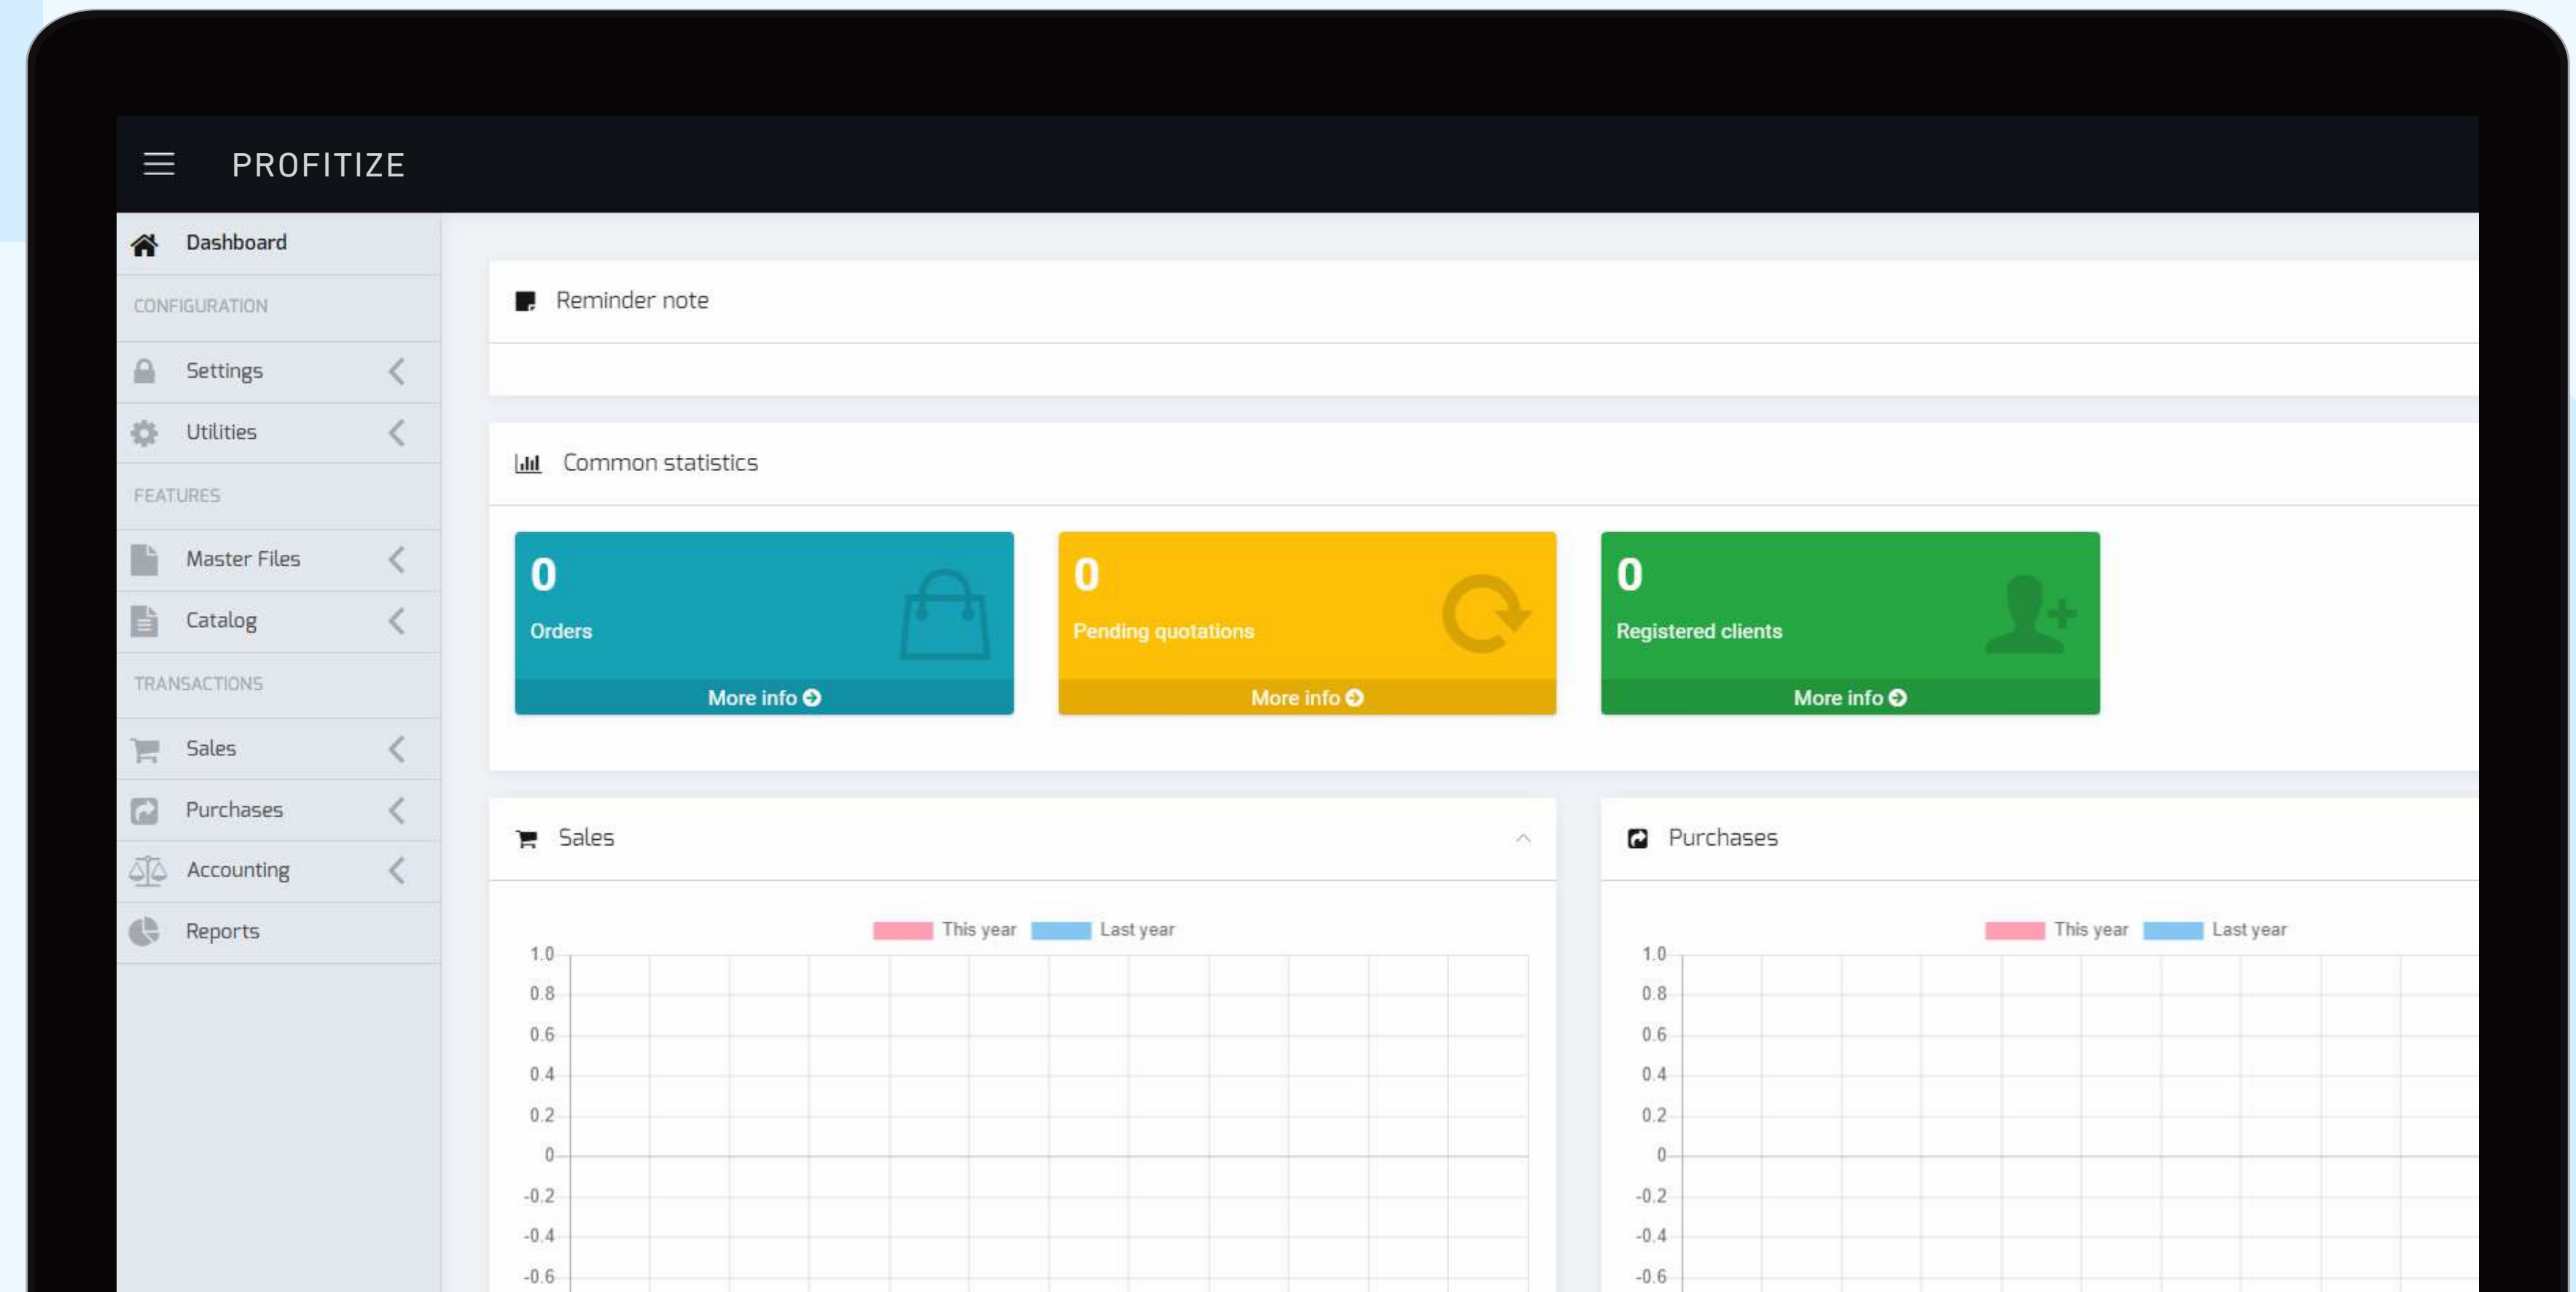 PROFITIZE
Dashboard
CONFIGURATION
Settings
Utilities
FEATURES
Master Files
Catalog
TRANSACTIONS
Sales
Purchases
Accounting
Reports
Reminder note
Common statistics
0
Orders
More info
0
Pending quotations
More info
0
Registered clients
More info
Sales
This year Last year
1.0
0.8
0.6
0.4
0.2
0
-0.2
-0.4
-0.6
Purchases
This year Last year
1.0
0.8
0.6
0.4
0.2
0
-0.2
-0.4
-0.6